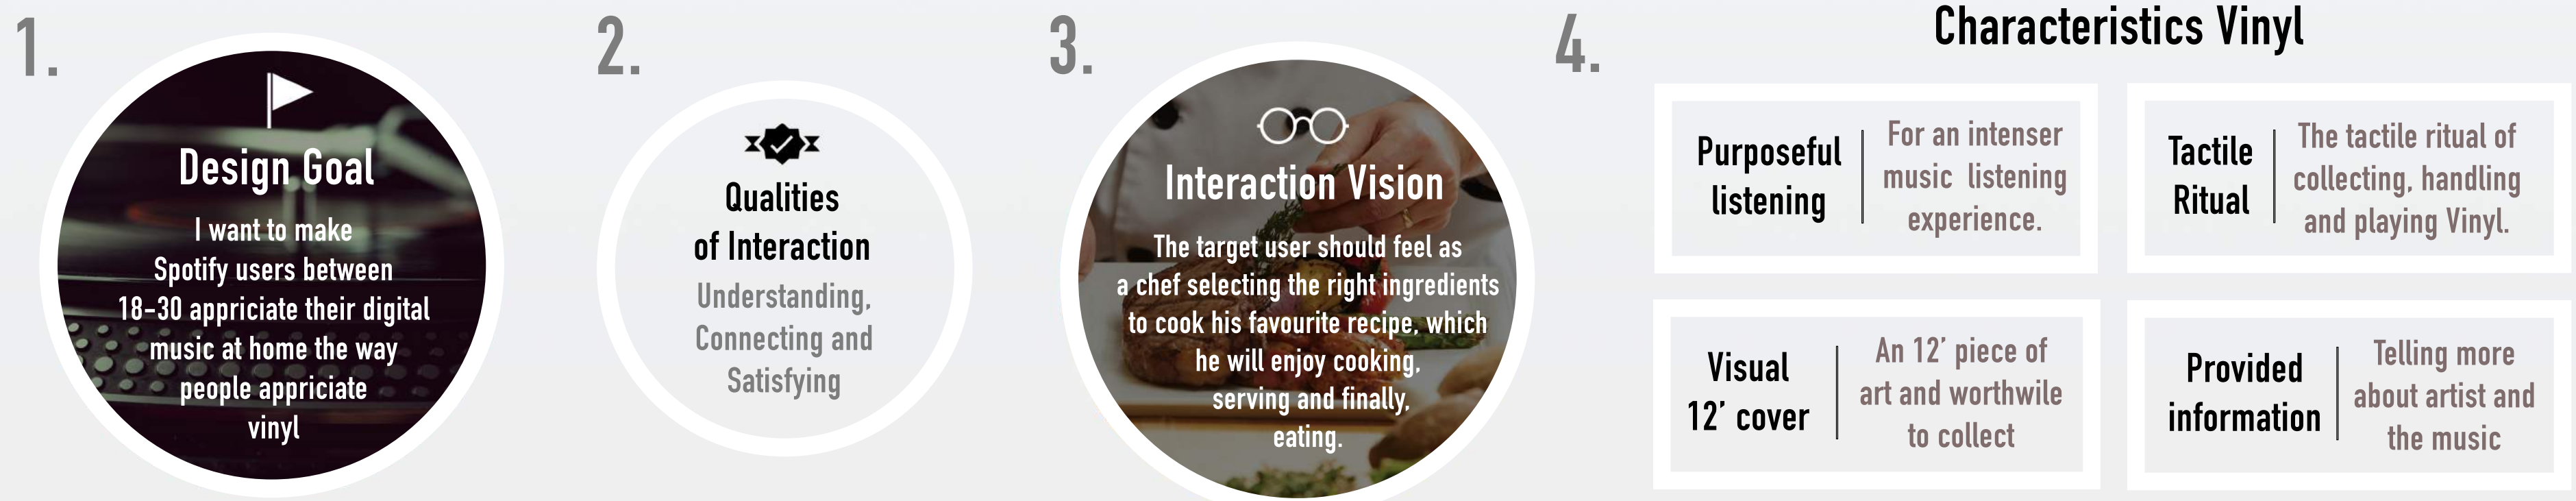 1.
Design Goal
I want to make
Spotify users between
18-30 appriciate their digital
music at home the way
people appriciate
vinyl
2.
Qualities
of Interaction
Understanding,
Connecting and
Satisfying
3.
Interaction Vision
The target user should feel as
a chef selecting the right ingredients
to cook his favourite recipe, which
he will enjoy cooking,
serving and finally,
eating.
4.
Characteristics Vinyl
Purposeful
listening
For an intenser
music listening
experience.
Tactile
Ritual
The tactile ritual of
collecting, handling
and playing Vinyl.
Visual
12' cover
An 12' piece of
art and worthwile
to collect
Provided
information
Telling more
about artist and
the music